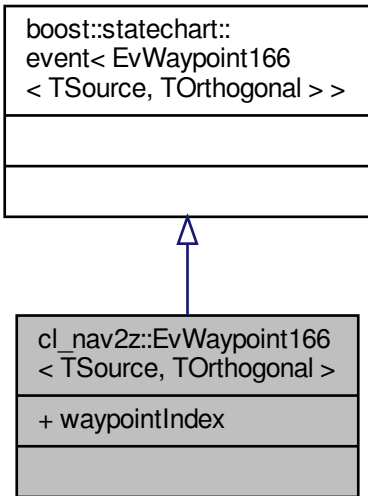 boost::statechart::
event< EvWaypoint166
< TSource, TOrthogonal > >
cl_nav2z::EvWaypoint166
< TSource, TOrthogonal >
+ waypointIndex